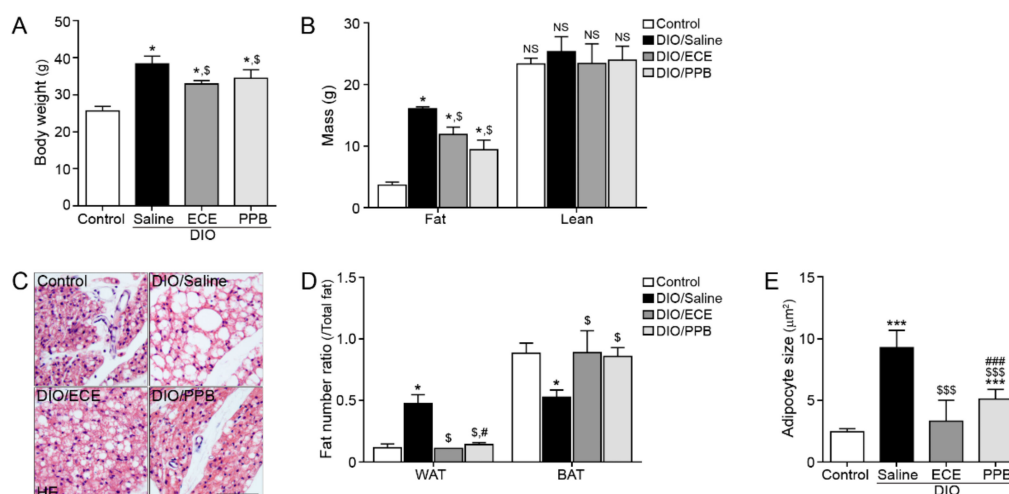 A
Body weight (g)
50
40
30
20
10
0
*
*,$
*,$
Control
Saline
ECE
PPB
DIO
B
Mass (g)
30
20
10
0
*
*,$
*,$
NS
NS
NS
NS
Fat
Lean
Control
DIO/Saline
DIO/ECE
DIO/PPB
C
Control
DIO/Saline
DIO/ECE
DIO/PPB
HE
D
Fat number ratio (/Total fat)
1.5
1.0
0.5
0.0
*
$
$,#
*
$
$
WAT
BAT
Control
DIO/Saline
DIO/ECE
DIO/PPB
E
Adipocyte size (μm²)
15
10
5
0
***
$$$
###
$$$
***
Control
Saline
ECE
PPB
DIO